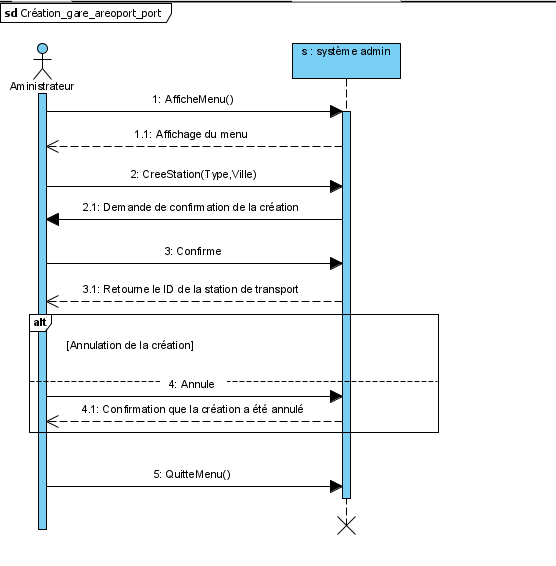 sd Création_gare_areoport_port
s : système admin
Aministrateur
1: AfficheMenu()
1.1: Affichage du menu
2: CreeStation(Type,Ville)
2.1: Demande de confirmation de la création
3: Confirme
3.1: Retourne le ID de la station de transport
alt
[Annulation de la création]
4: Annule
4.1: Confirmation que la création a été annulé
5: QuitteMenu()